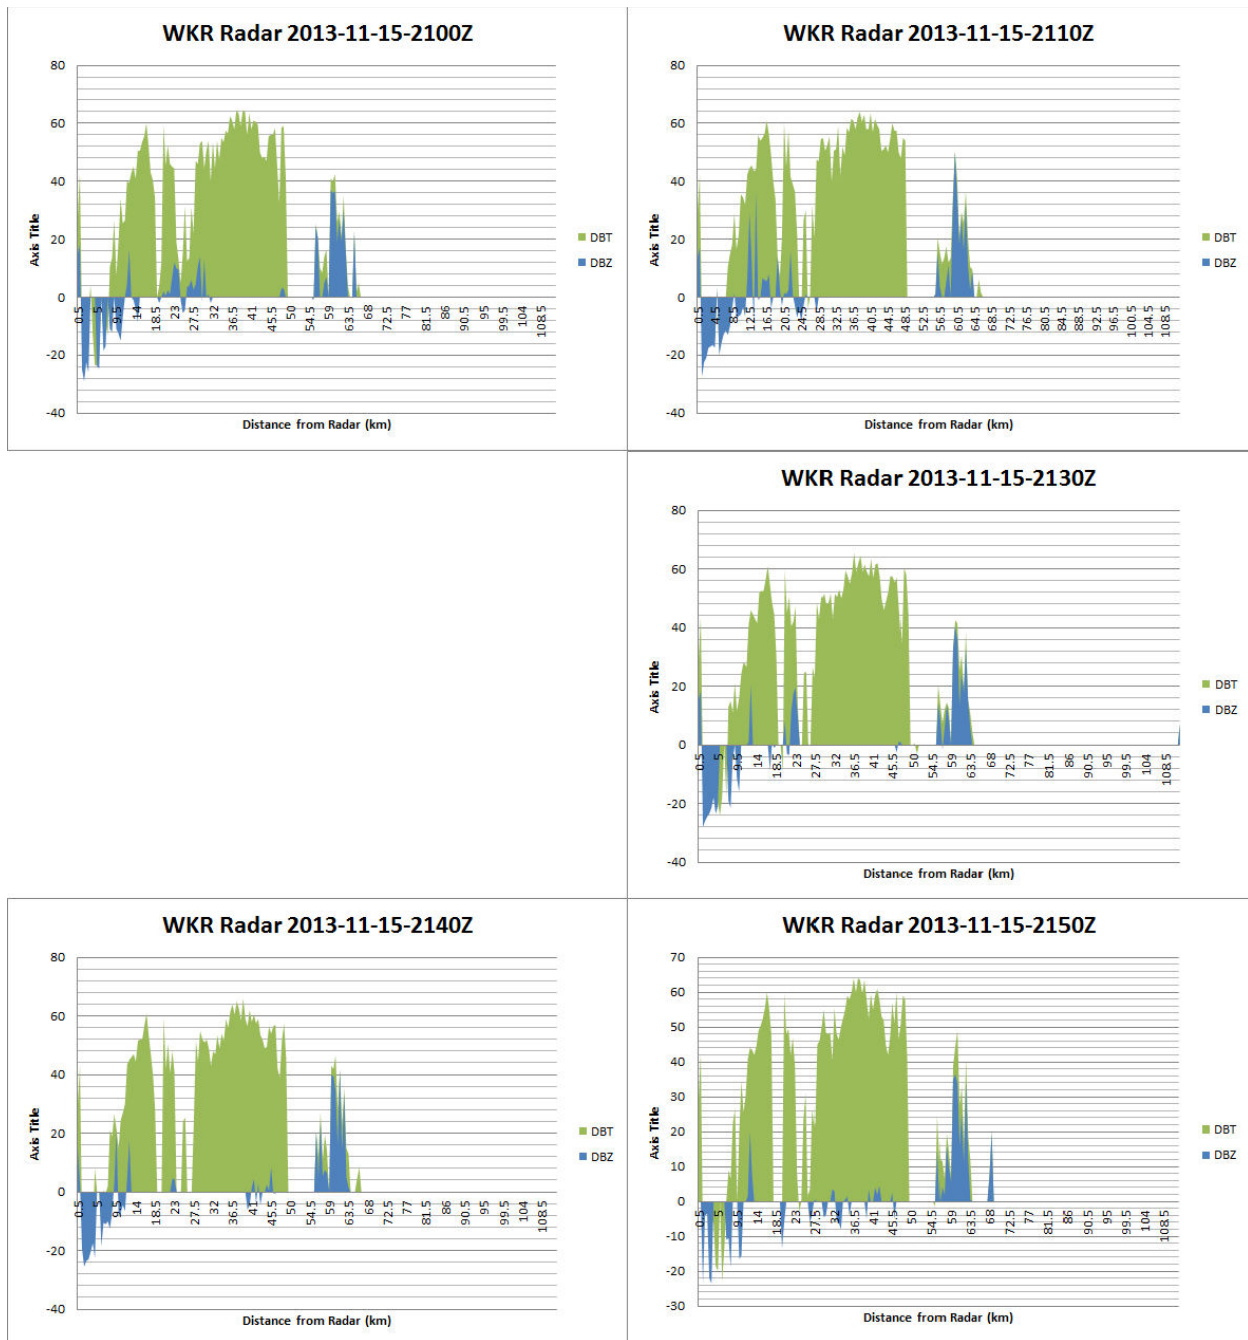 WKR Radar 2013-11-15-2100Z
80
60
40
20
0
-20
-40
Axis Title
0.5 5 9.5 14 18.5 23 27.5 32 36.5 41 45.5 50 54.5 59 63.5 68 72.5 77 81.5 86 90.5 95 99.5 104 108.5
DBT
DBZ
Distance from Radar (km)
WKR Radar 2013-11-15-2110Z
80
60
40
20
0
-20
-40
Axis Title
0.5 4.5 8.5 12.5 16.5 20.5 24.5 28.5 32.5 36.5 40.5 44.5 48.5 52.5 56.5 60.5 64.5 68.5 72.5 76.5 80.5 84.5 88.5 92.5 96.5 100.5 104.5 108.5
DBT
DBZ
Distance from Radar (km)
WKR Radar 2013-11-15-2130Z
80
60
40
20
0
-20
-40
Axis Title
0.5 5 9.5 14 18.5 23 27.5 32 36.5 41 45.5 50 54.5 59 63.5 68 72.5 77 81.5 86 90.5 95 99.5 104 108.5
DBT
DBZ
Distance from Radar (km)
WKR Radar 2013-11-15-2140Z
80
60
40
20
0
-20
-40
Axis Title
0.5 5 9.5 14 18.5 23 27.5 32 36.5 41 45.5 50 54.5 59 63.5 68 72.5 77 81.5 86 90.5 95 99.5 104 108.5
DBT
DBZ
Distance from Radar (km)
WKR Radar 2013-11-15-2150Z
70
60
50
40
30
20
10
0
-10
-20
-30
Axis Title
0.5 5 9.5 14 18.5 23 27.5 32 36.5 41 45.5 50 54.5 59 63.5 68 72.5 77 81.5 86 90.5 95 99.5 104 108.5
DBT
DBZ
Distance from Radar (km)